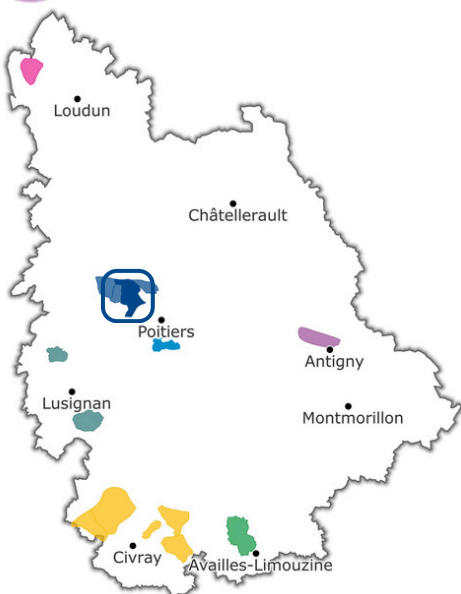 Loudun
Châtellerault
Poitiers
Antigny
Lusignan
Montmorillon
Civray
Availles-Limouzine